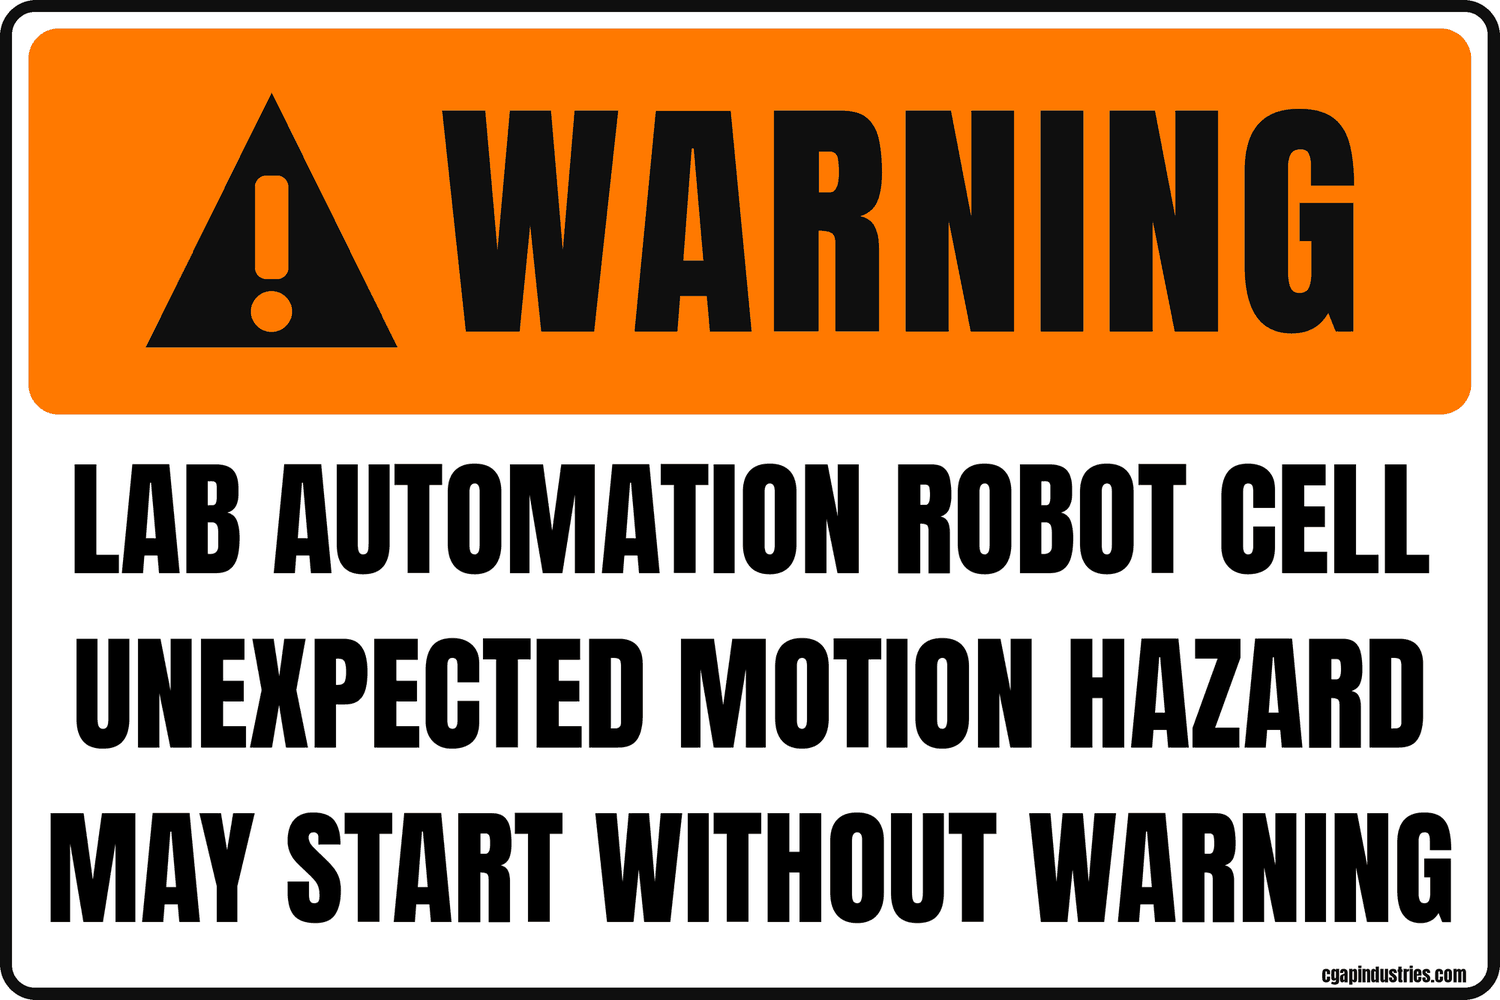 WARNING
LAB AUTOMATION ROBOT CELL
UNEXPECTED MOTION HAZARD
MAY START WITHOUT WARNING
cgapindustries.com